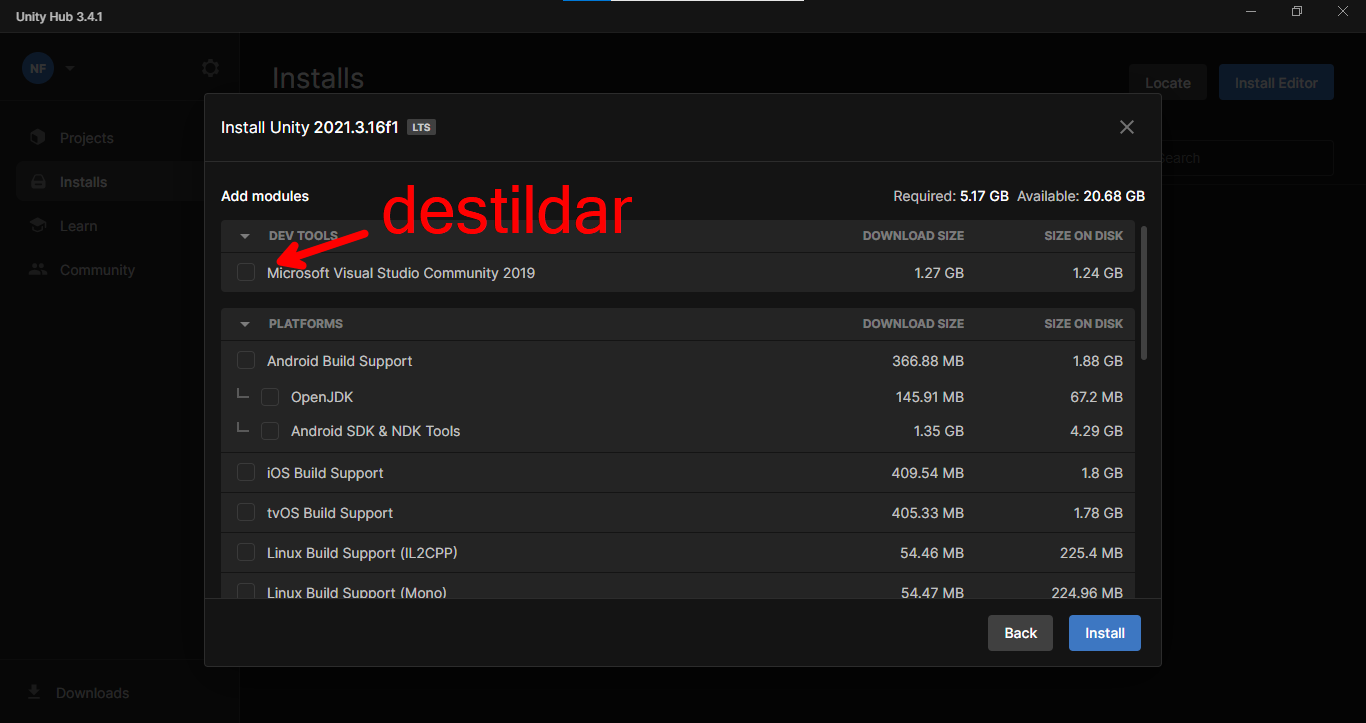 Unity Hub 3.4.1
NF
Installs
Locate
Install Editor
Projects
Installs
Learn
Community
Downloads
Search
Install Unity 2021.3.16f1 LTS
Add modules
destildar
Required: 5.17 GB Available: 20.68 GB
DEV TOOLS DOWNLOAD SIZE SIZE ON DISK
Microsoft Visual Studio Community 2019 1.27 GB 1.24 GB
PLATFORMS DOWNLOAD SIZE SIZE ON DISK
Android Build Support 366.88 MB 1.88 GB
OpenJDK 145.91 MB 67.2 MB
Android SDK & NDK Tools 1.35 GB 4.29 GB
iOS Build Support 409.54 MB 1.8 GB
tvOS Build Support 405.33 MB 1.78 GB
Linux Build Support (IL2CPP) 54.46 MB 225.4 MB
Linux Build Support (Mono) 54.47 MB 224.96 MB
Back
Install